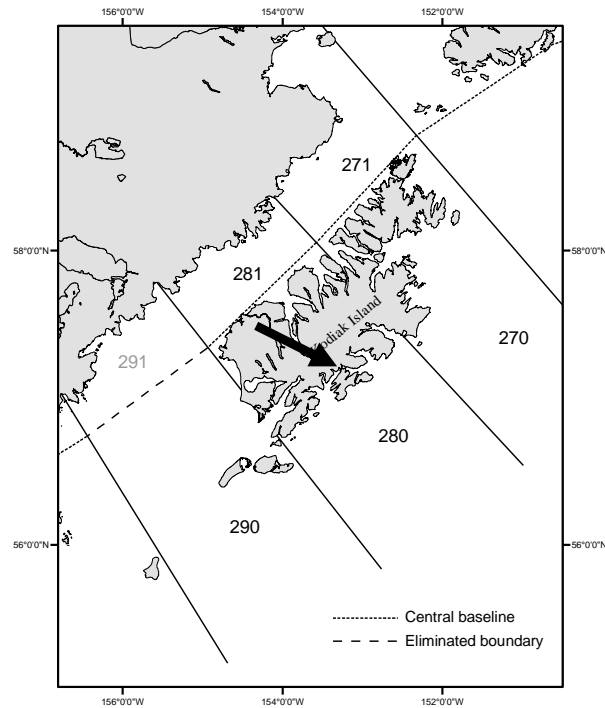 156°0'0"W 154°0'0"W 152°0'0"W
271
58°0'0"N 58°0'0"N
281
Kodiak Island
270
291
280
290
56°0'0"N 56°0'0"N
Central baseline
Eliminated boundary
156°0'0"W 154°0'0"W 152°0'0"W